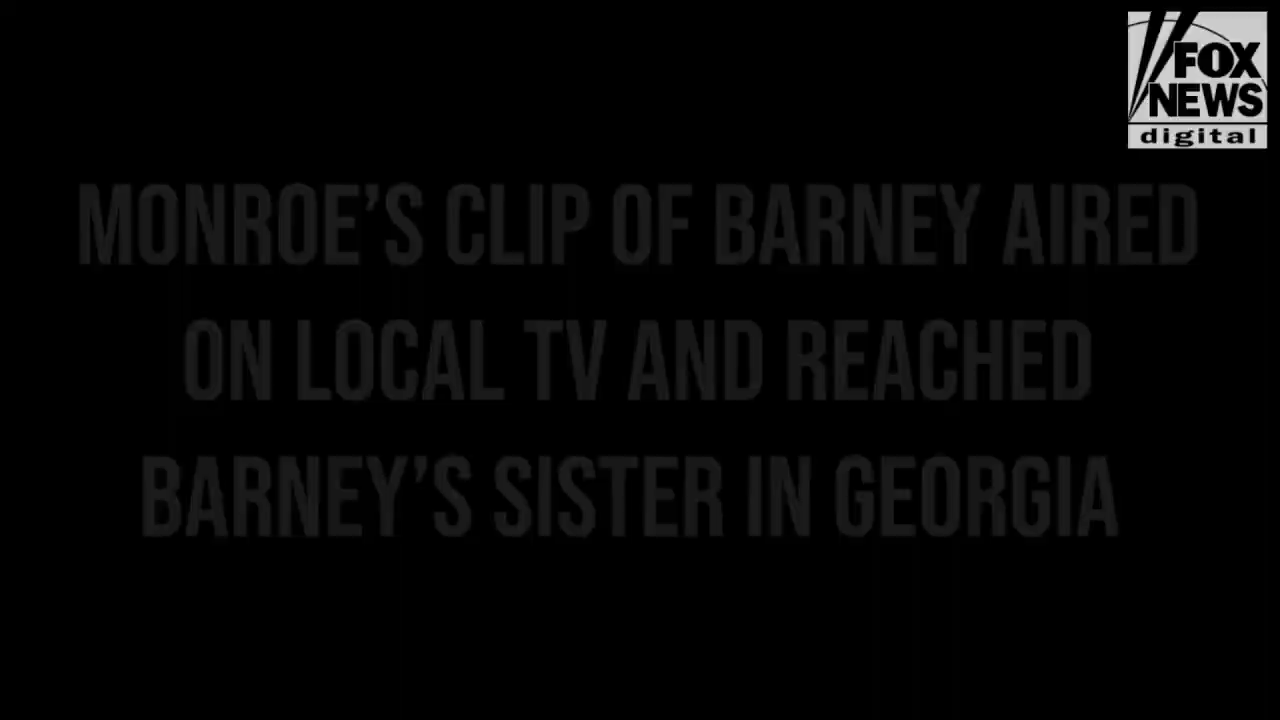 FOX
NEWS
digital
MONROE’S CLIP OF BARNEY AIRED
ON LOCAL TV AND REACHED
BARNEY’S SISTER IN GEORGIA